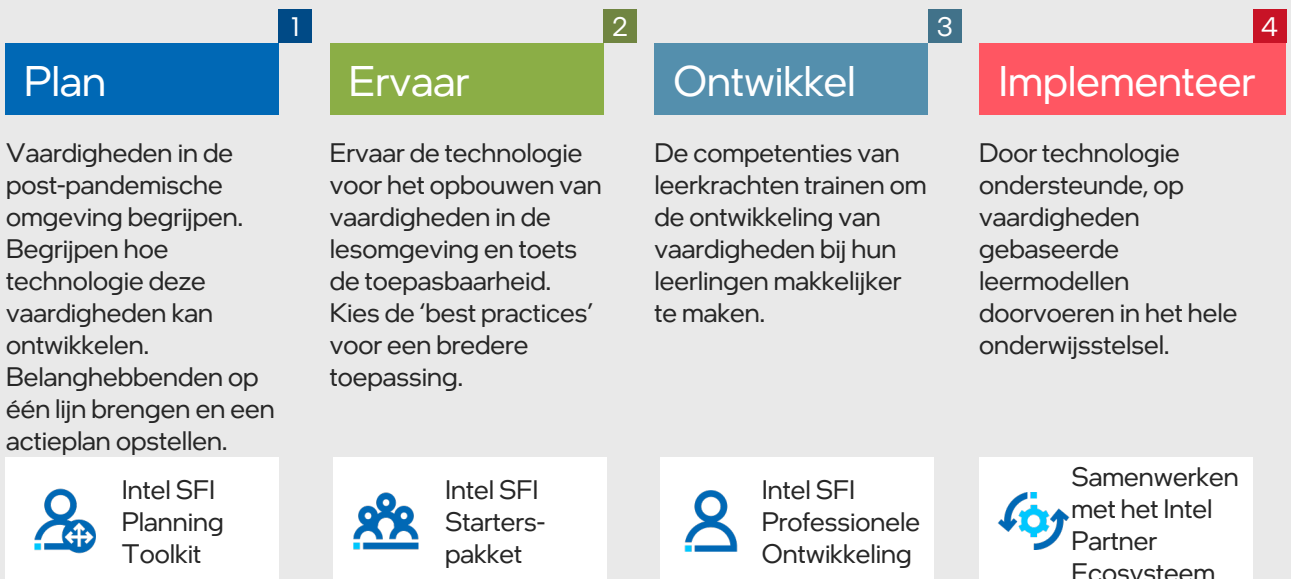 1
Plan
Vaardigheden in de
post-pandemische
omgeving begrijpen.
Begrijpen hoe
technologie deze
vaardigheden kan
ontwikkelen.
Belanghebbenden op
één lijn brengen en een
actieplan opstellen.
Intel SFI
Planning
Toolkit
2
Ervaar
Ervaar de technologie
voor het opbouwen van
vaardigheden in de
lesomgeving en toets
de toepasbaarheid.
Kies de ‘best practices’
voor een bredere
toepassing.
Intel SFI
Starters-
pakket
3
Ontwikkel
De competenties van
leerkrachten trainen om
de ontwikkeling van
vaardigheden bij hun
leerlingen makkelijker
te maken.
Intel SFI
Professionele
Ontwikkeling
4
Implementeer
Door technologie
ondersteunde, op
vaardigheden
gebaseerde
leermodellen
doorvoeren in het hele
onderwijsstelsel.
Samenwerken
met het Intel
Partner
Ecosysteem